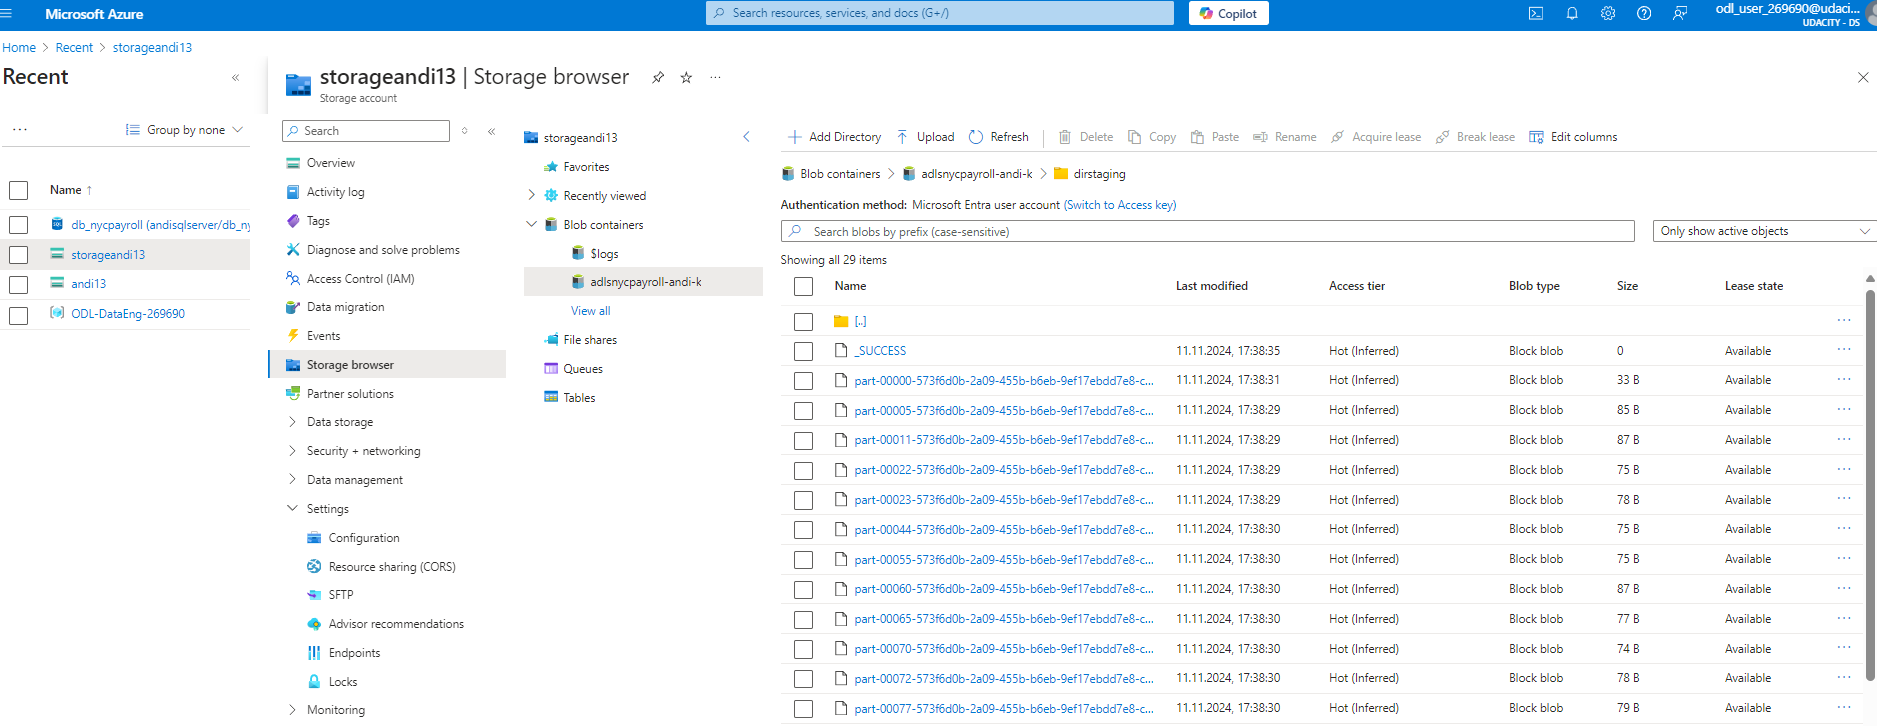 Microsoft Azure
Search resources, services, and docs (G+/)
Copilot
odl_user_269690@udaci...
UDACITY - DS
Home > Recent > storageandi13
Recent
«
...
Group by none
Name ↑
db_nycpayroll (andisqlserver/db_ny
storageandi13
andi13
ODL-DataEng-269690
storageandi13 | Storage browser
...
Storage account
Search
«
Overview
Activity log
Tags
Diagnose and solve problems
Access Control (IAM)
Data migration
Events
Storage browser
Partner solutions
Data storage
Security + networking
Data management
Settings
Configuration
Resource sharing (CORS)
SFTP
Advisor recommendations
Endpoints
Locks
Monitoring
storageandi13
Favorites
Recently viewed
Blob containers
$logs
adlsnycpayroll-andi-k
View all
File shares
Queues
Tables
Add Directory Upload Refresh Delete Copy Paste Rename Acquire lease Break lease Edit columns
Blob containers > adlsnycpayroll-andi-k > dirstaging
Authentication method: Microsoft Entra user account (Switch to Access key)
Search blobs by prefix (case-sensitive)
Only show active objects
Showing all 29 items
Name Last modified Access tier Blob type Size Lease state
[..] ...
_SUCCESS 11.11.2024, 17:38:35 Hot (Inferred) Block blob 0 Available ...
part-00000-573f6d0b-2a09-455b-b6eb-9ef17ebdd7e8-c... 11.11.2024, 17:38:31 Hot (Inferred) Block blob 33 B Available ...
part-00005-573f6d0b-2a09-455b-b6eb-9ef17ebdd7e8-c... 11.11.2024, 17:38:29 Hot (Inferred) Block blob 85 B Available ...
part-00011-573f6d0b-2a09-455b-b6eb-9ef17ebdd7e8-c... 11.11.2024, 17:38:29 Hot (Inferred) Block blob 87 B Available ...
part-00022-573f6d0b-2a09-455b-b6eb-9ef17ebdd7e8-c... 11.11.2024, 17:38:29 Hot (Inferred) Block blob 75 B Available ...
part-00023-573f6d0b-2a09-455b-b6eb-9ef17ebdd7e8-c... 11.11.2024, 17:38:29 Hot (Inferred) Block blob 78 B Available ...
part-00044-573f6d0b-2a09-455b-b6eb-9ef17ebdd7e8-c... 11.11.2024, 17:38:30 Hot (Inferred) Block blob 75 B Available ...
part-00055-573f6d0b-2a09-455b-b6eb-9ef17ebdd7e8-c... 11.11.2024, 17:38:30 Hot (Inferred) Block blob 75 B Available ...
part-00060-573f6d0b-2a09-455b-b6eb-9ef17ebdd7e8-c... 11.11.2024, 17:38:30 Hot (Inferred) Block blob 87 B Available ...
part-00065-573f6d0b-2a09-455b-b6eb-9ef17ebdd7e8-c... 11.11.2024, 17:38:30 Hot (Inferred) Block blob 77 B Available ...
part-00070-573f6d0b-2a09-455b-b6eb-9ef17ebdd7e8-c... 11.11.2024, 17:38:30 Hot (Inferred) Block blob 74 B Available ...
part-00072-573f6d0b-2a09-455b-b6eb-9ef17ebdd7e8-c... 11.11.2024, 17:38:30 Hot (Inferred) Block blob 78 B Available ...
part-00077-573f6d0b-2a09-455b-b6eb-9ef17ebdd7e8-c... 11.11.2024, 17:38:30 Hot (Inferred) Block blob 79 B Available ...